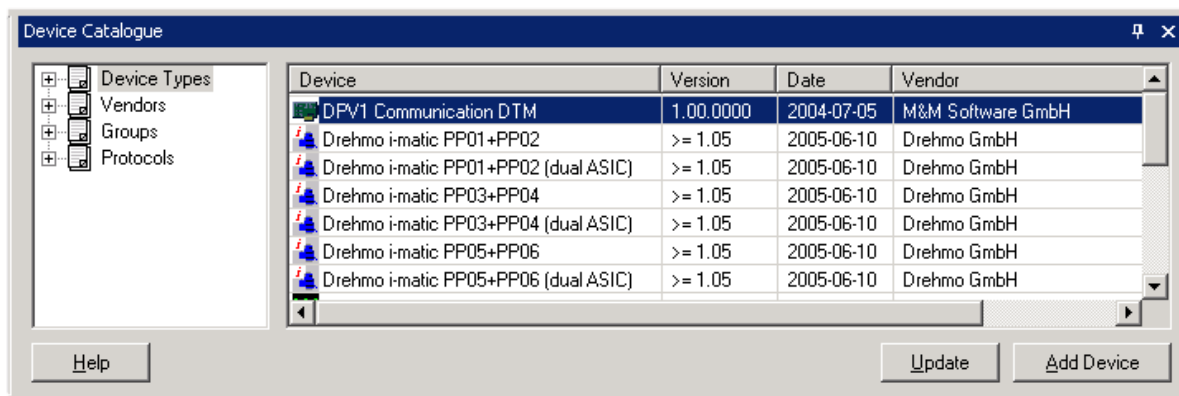 Device Catalogue
Device Types
Vendors
Groups
Protocols
Device Version Date Vendor
DPV1 Communication DTM 1.00.0000 2004-07-05 M&M Software GmbH
Drehmo i-matic PP01+PP02 >= 1.05 2005-06-10 Drehmo GmbH
Drehmo i-matic PP01+PP02 (dual ASIC) >= 1.05 2005-06-10 Drehmo GmbH
Drehmo i-matic PP03+PP04 >= 1.05 2005-06-10 Drehmo GmbH
Drehmo i-matic PP03+PP04 (dual ASIC) >= 1.05 2005-06-10 Drehmo GmbH
Drehmo i-matic PP05+PP06 >= 1.05 2005-06-10 Drehmo GmbH
Drehmo i-matic PP05+PP06 (dual ASIC) >= 1.05 2005-06-10 Drehmo GmbH
Help Update Add Device